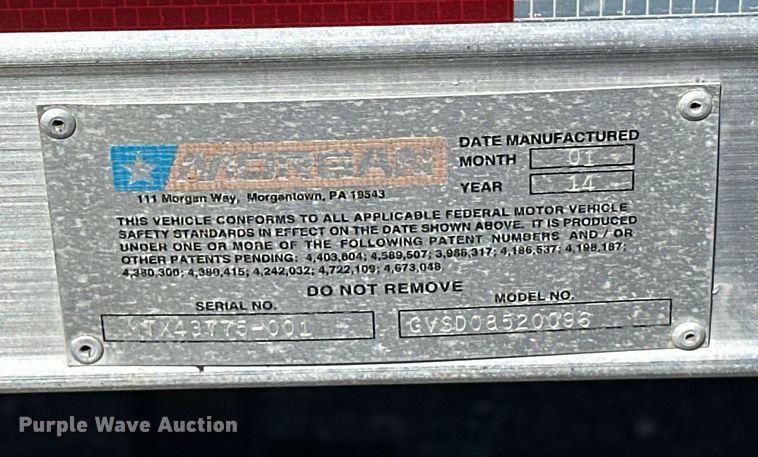 MORGAN
111 Morgan Way, Morgantown, PA 19543
DATE MANUFACTURED
MONTH 01
YEAR 14
THIS VEHICLE CONFORMS TO ALL APPLICABLE FEDERAL MOTOR VEHICLE
SAFETY STANDARDS IN EFFECT ON THE DATE SHOWN ABOVE. IT IS PRODUCED
UNDER ONE OR MORE OF THE FOLLOWING PATENT NUMBERS AND / OR
OTHER PATENTS PENDING: 4,403,604; 4,589,507; 3,986,317; 4,186,537; 4,198,187;
4,380,300; 4,380,415; 4,242,032; 4,722,109; 4,673,048
DO NOT REMOVE
SERIAL NO. MODEL NO.
GVSD08520096
Purple Wave Auction